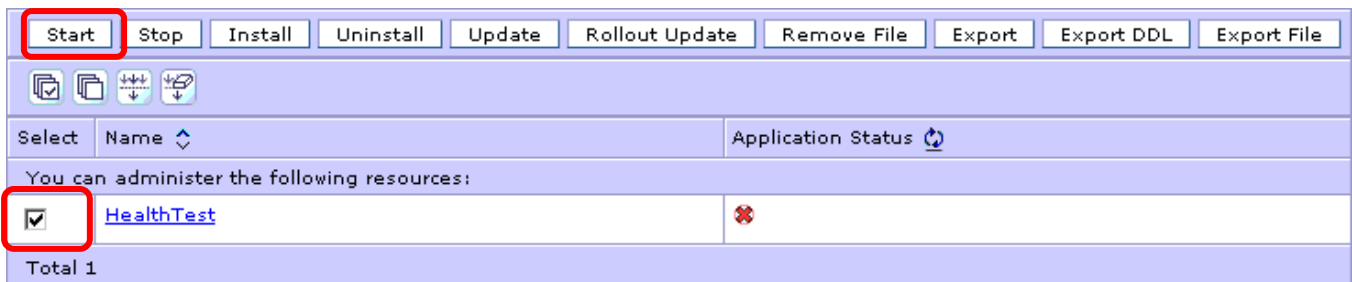 Start Stop Install Uninstall Update Rollout Update Remove File Export Export DDL Export File
Select Name Application Status
You can administer the following resources:
HealthTest
Total 1